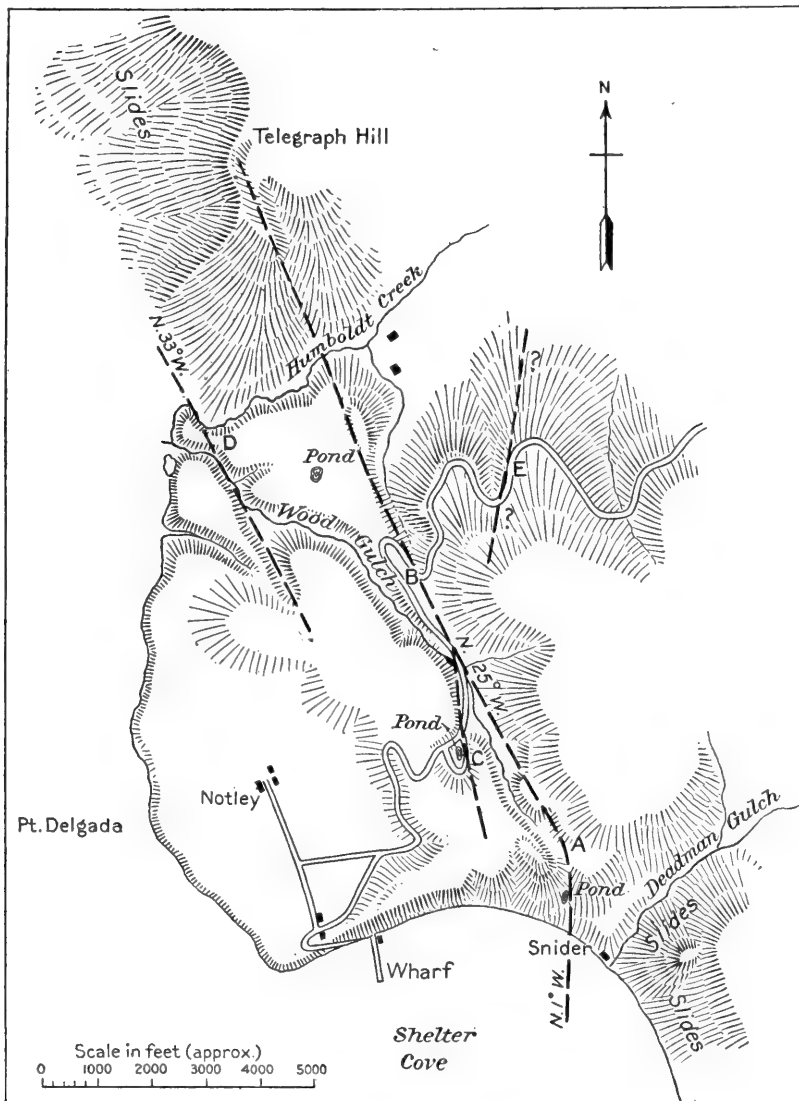 Slides
Telegraph Hill
N
Humboldt Creek
N.33°W.
?
D
Pond
E
?
Wood Gulch
B
N. 25° W.
Pond
C
Notley
Pt. Delgada
A
Deadman Gulch
Pond
Slides
Snider
Wharf
N.1°W.
Slides
Shelter
Cove
Scale in feet (approx.)
0 1000 2000 3000 4000 5000